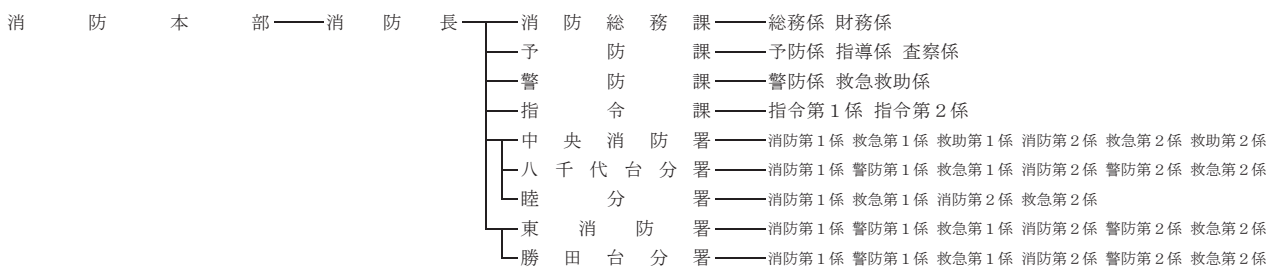 消防本部 消防長 消防総務課 総務係 財務係
予防課 予防係 指導係 査察係
警防課 警防係 救急救助係
指令課 指令第1係 指令第2係
中央消防署 消防第1係 救急第1係 救助第1係 消防第2係 救急第2係 救助第2係
八千代台分署 消防第1係 警防第1係 救急第1係 消防第2係 警防第2係 救急第2係
睦分署 消防第1係 救急第1係 消防第2係 救急第2係
東消防署 消防第1係 警防第1係 救急第1係 消防第2係 警防第2係 救急第2係
勝田台分署 消防第1係 警防第1係 救急第1係 消防第2係 警防第2係 救急第2係